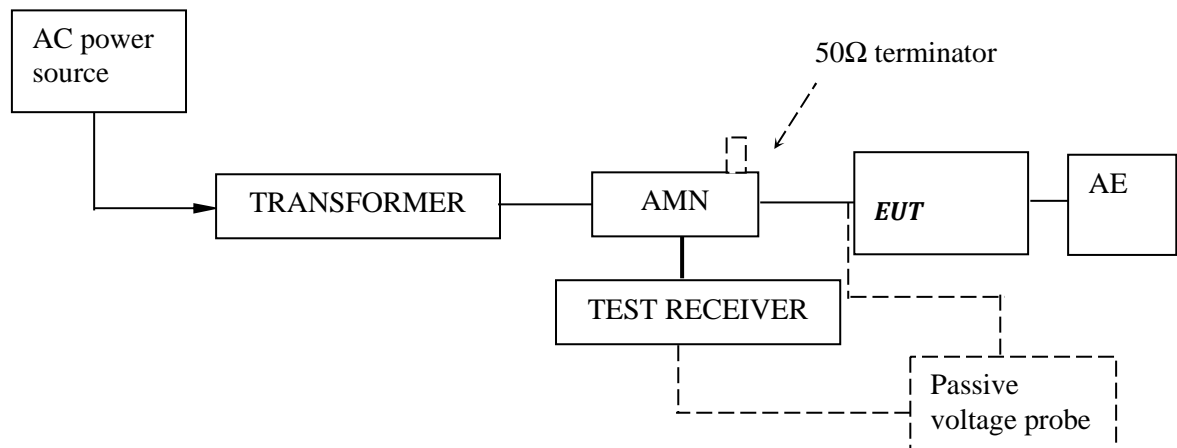 AC power
source
50Ω terminator
TRANSFORMER
AMN
EUT
AE
TEST RECEIVER
Passive
voltage probe